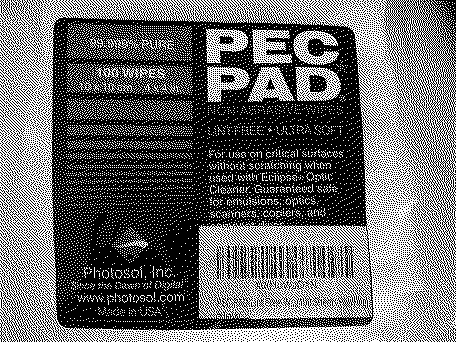 100 WIPES
Photosol, Inc.
Since the Dawn of Digital
www.photosol.com
Made in USA
PEC
PAD
LINT FREE • ULTRA SOFT
For use on critical surfaces
without scratching when
used with Eclipse Optic
Cleaner. Guaranteed safe
for emulsions, optics,
scanners, copiers, and